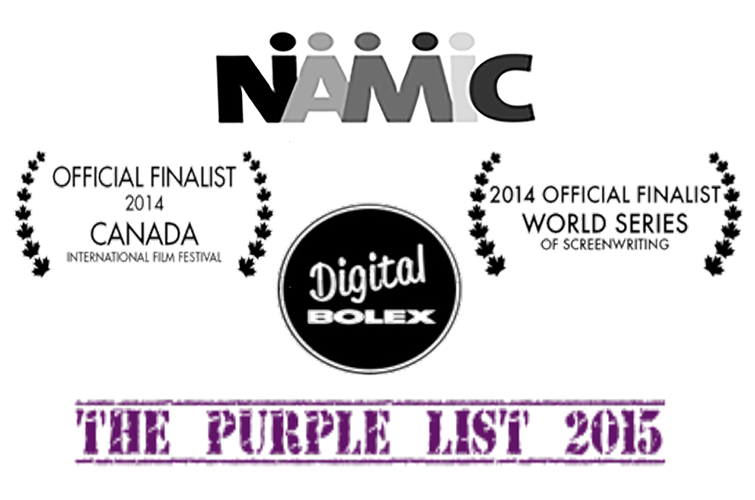 NAMIC
OFFICIAL FINALIST
2014
CANADA
INTERNATIONAL FILM FESTIVAL
2014 OFFICIAL FINALIST
WORLD SERIES
OF SCREENWRITING
Digital
BOLEX
THE PURPLE LIST 2015